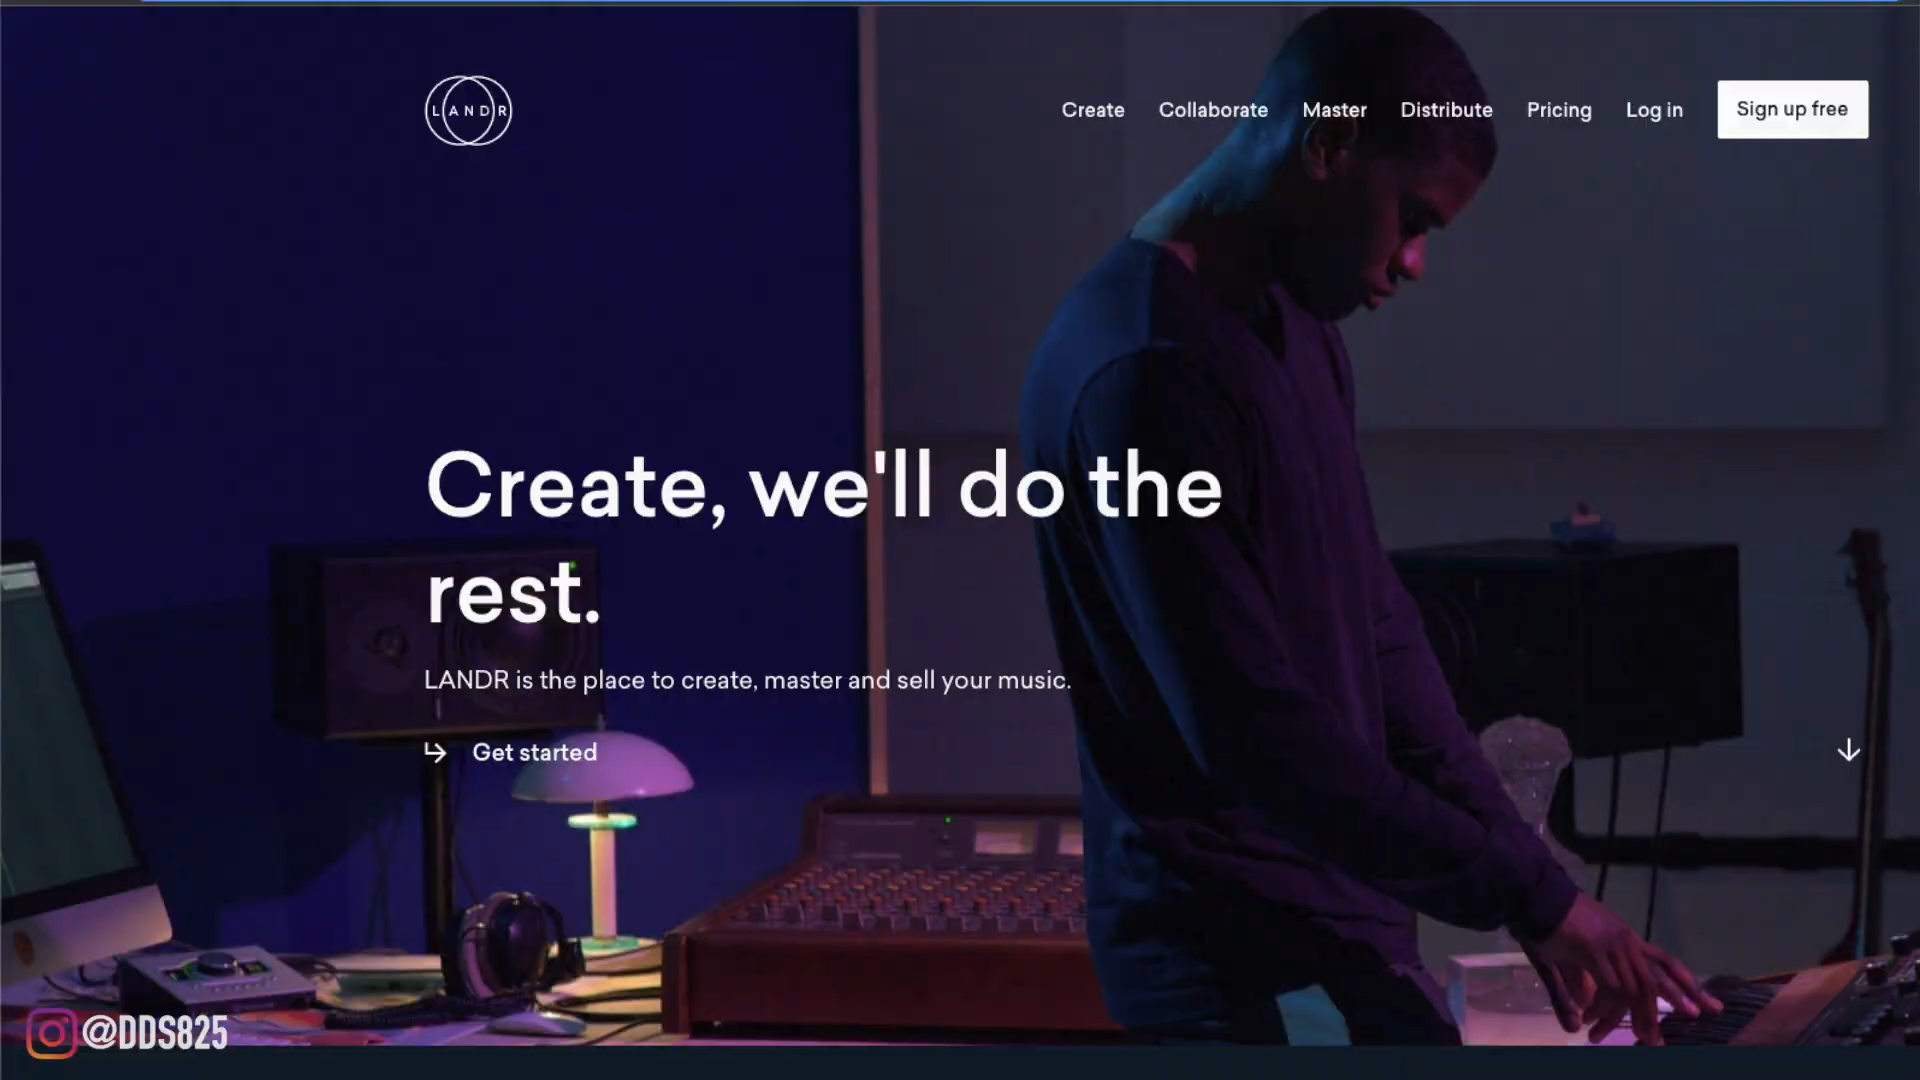 LANDR
Create
Collaborate
Master
Distribute
Pricing
Log in
Sign up free
Create, we'll do the
rest.
LANDR is the place to create, master and sell your music.
Get started
@DDS825